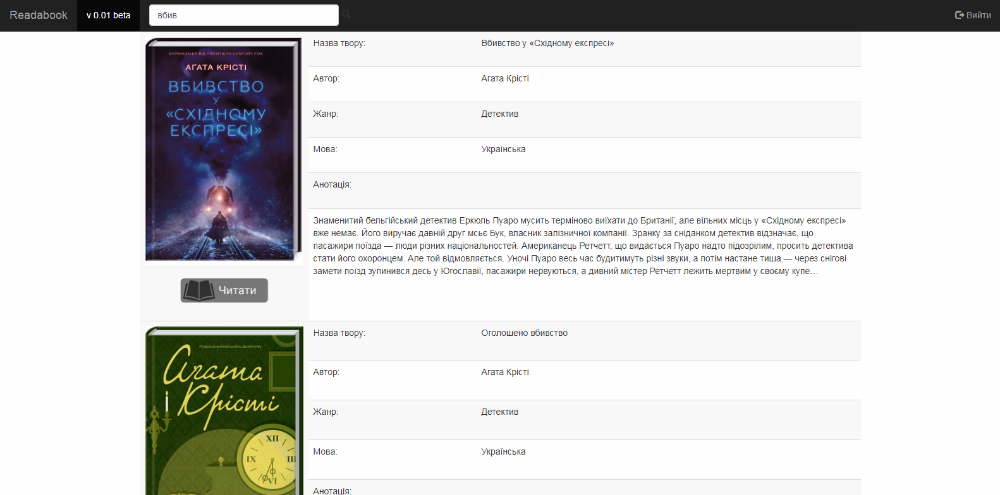 Readabook v 0.01 beta вбив Вийти
ЕКРАНІЗАЦІЯ ВІД TWENTIETH CENTURY FOX
АҐАТА КРІСТІ
ВБИВСТВО
У
«СХІДНОМУ
ЕКСПРЕСІ»
Читати
Назва твору: Вбивство у «Східному експресі»
Автор: Агата Крісті
Жанр: Детектив
Мова: Українська
Анотація:
Знаменитий бельгійський детектив Еркюль Пуаро мусить терміново виїхати до Британії, але вільних місць у «Східному експресі»
вже немає. Його виручає давній друг мсьє Бук, власник залізничної компанії. Зранку за сніданком детектив відзначає, що
пасажири поїзда — люди різних національностей. Американець Ретчетт, що видається Пуаро надто підозрілим, просить детектива
стати його охоронцем. Але той відмовляється. Уночі Пуаро весь час будитимуть різні звуки, а потім настане тиша — через снігові
замети поїзд зупинився десь у Югославії, пасажири нервуються, а дивний містер Ретчетт лежить мертвим у своєму купе…
Класика англійського детективу
Агата
Крісті
XII
IX III
VI
Назва твору: Оголошено вбивство
Автор: Агата Крісті
Жанр: Детектив
Мова: Українська
Анотація: